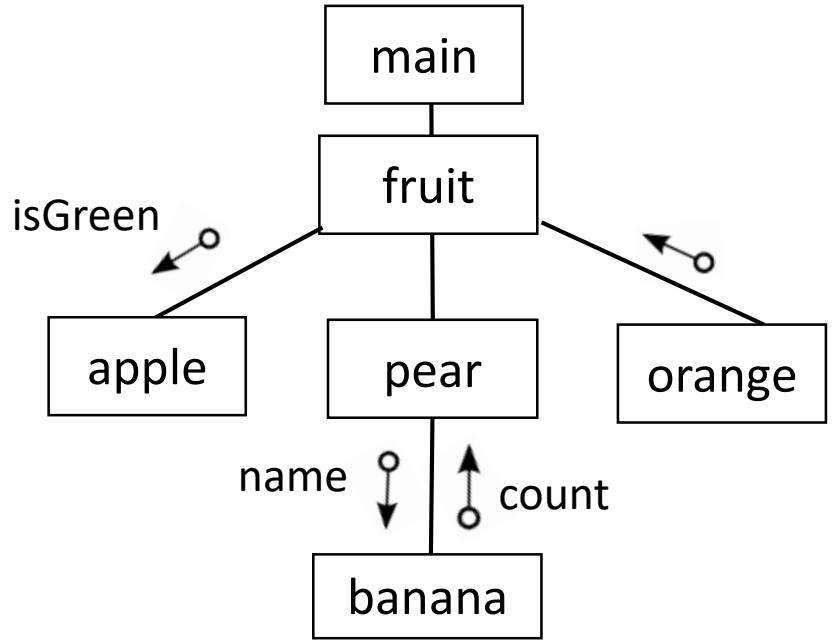 main
fruit
isGreen
apple
pear
orange
name
count
banana